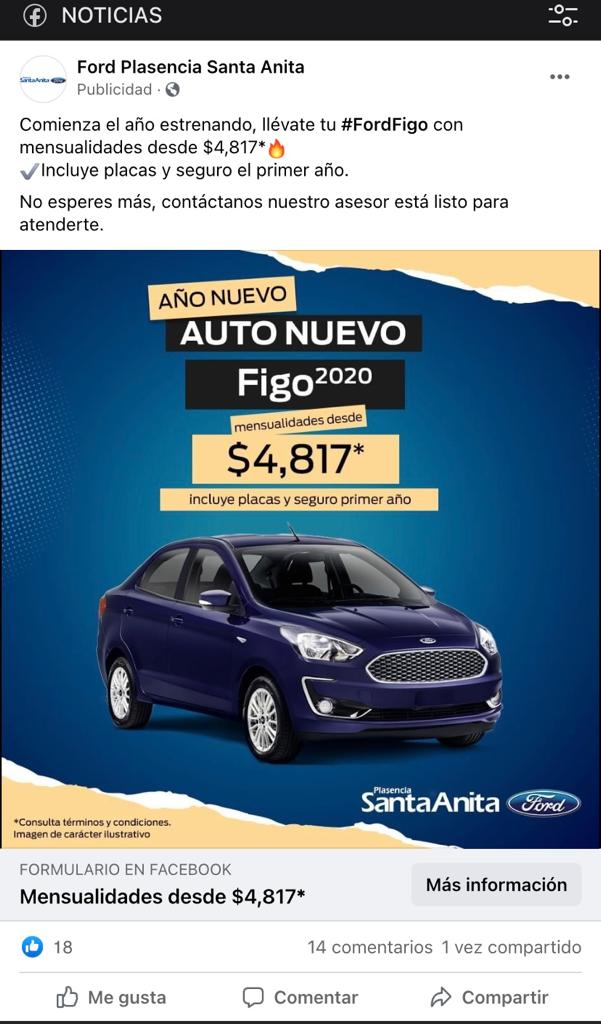 NOTICIAS
Ford Plasencia Santa Anita
Publicidad ·
Comienza el año estrenando, llévate tu #FordFigo con
mensualidades desde $4,817*🔥
✔️Incluye placas y seguro el primer año.
No esperes más, contáctanos nuestro asesor está listo para
atenderte.
AÑO NUEVO
AUTO NUEVO
Figo2020
mensualidades desde
$4,817*
incluye placas y seguro primer año
Plasencia
SantaAnita Ford
*Consulta términos y condiciones.
Imagen de carácter ilustrativo
FORMULARIO EN FACEBOOK
Mensualidades desde $4,817*
Más información
18
14 comentarios 1 vez compartido
Me gusta
Comentar
Compartir